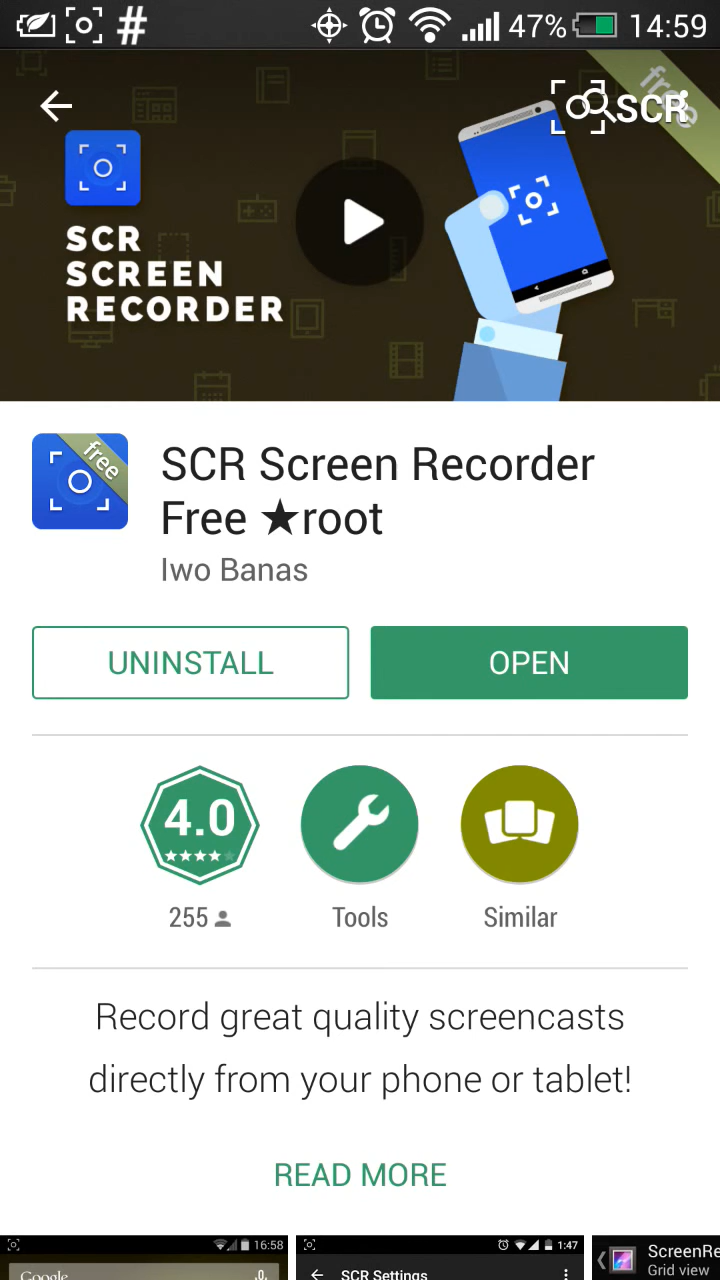 # 47% 14:59
free
SCR
SCR
SCREEN
RECORDER
free
SCR Screen Recorder
Free ★root
Iwo Banas
UNINSTALL
OPEN
4.0
255
Tools
Similar
Record great quality screencasts
directly from your phone or tablet!
READ MORE
16:58
Google
1:47
SCR Settings
ScreenRe
Grid view